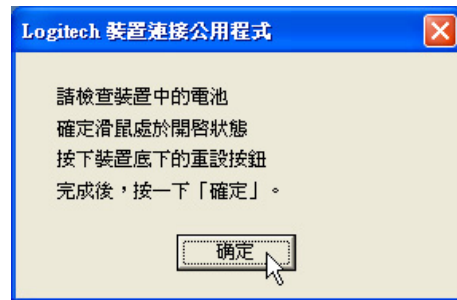 Logitech 裝置連接公用程式
請檢查裝置中的電池
確定滑鼠處於開啓狀態
按下裝置底下的重設按鈕
完成後，按一下「確定」。
确定